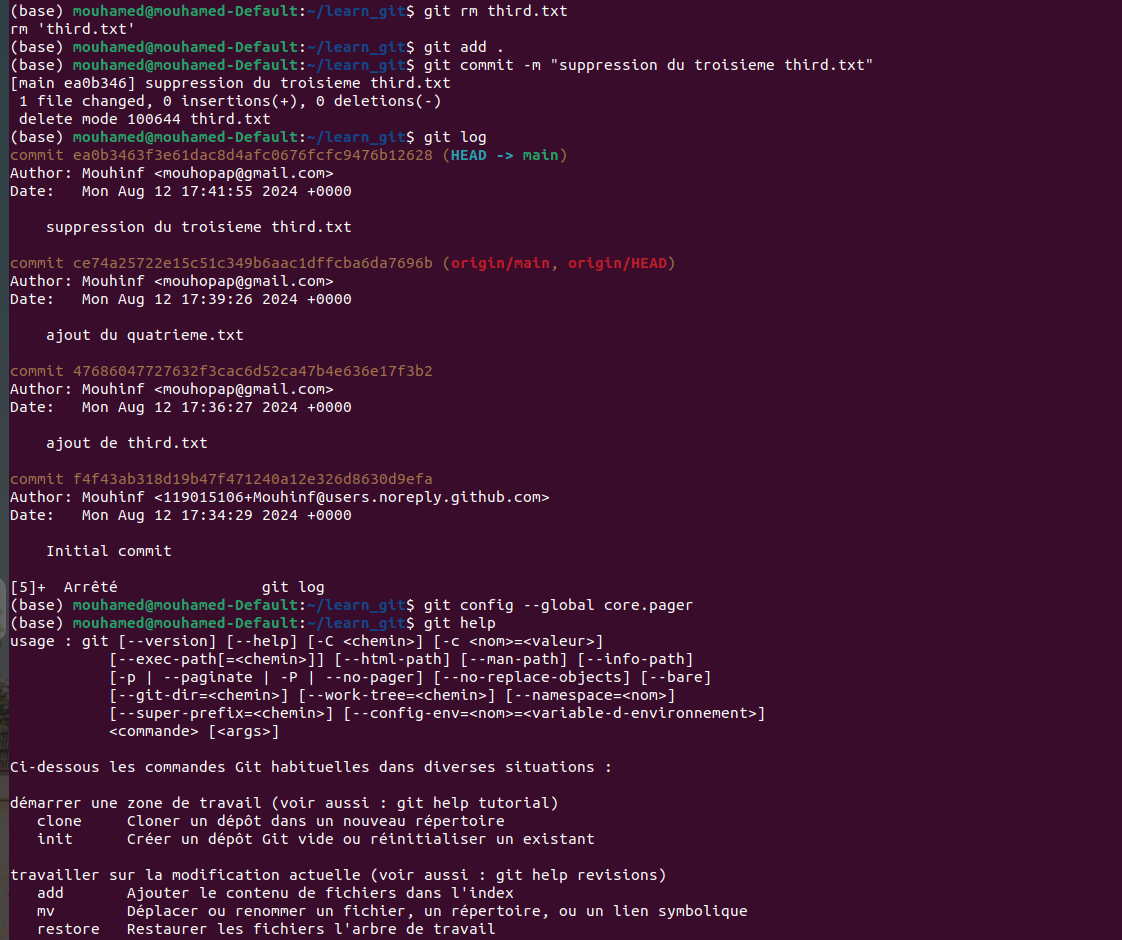 (base) mouhamed@mouhamed-Default:~/learn_git$ git rm third.txt
rm 'third.txt'
(base) mouhamed@mouhamed-Default:~/learn_git$ git add .
(base) mouhamed@mouhamed-Default:~/learn_git$ git commit -m "suppression du troisieme third.txt"
[main ea0b346] suppression du troisieme third.txt
 1 file changed, 0 insertions(+), 0 deletions(-)
 delete mode 100644 third.txt
(base) mouhamed@mouhamed-Default:~/learn_git$ git log
commit ea0b3463f3e61dac8d4afc0676fcfc9476b12628 (HEAD -> main)
Author: Mouhinf <mouhopap@gmail.com>
Date:   Mon Aug 12 17:41:55 2024 +0000

    suppression du troisieme third.txt

commit ce74a25722e15c51c349b6aac1dffcba6da7696b (origin/main, origin/HEAD)
Author: Mouhinf <mouhopap@gmail.com>
Date:   Mon Aug 12 17:39:26 2024 +0000

    ajout du quatrieme.txt

commit 47686047727632f3cac6d52ca47b4e636e17f3b2
Author: Mouhinf <mouhopap@gmail.com>
Date:   Mon Aug 12 17:36:27 2024 +0000

    ajout de third.txt

commit f4f43ab318d19b47f471240a12e326d8630d9efa
Author: Mouhinf <119015106+Mouhinf@users.noreply.github.com>
Date:   Mon Aug 12 17:34:29 2024 +0000

    Initial commit

[5]+  Arrêté                 git log
(base) mouhamed@mouhamed-Default:~/learn_git$ git config --global core.pager
(base) mouhamed@mouhamed-Default:~/learn_git$ git help
usage : git [--version] [--help] [-C <chemin>] [-c <nom>=<valeur>]
           [--exec-path[=<chemin>]] [--html-path] [--man-path] [--info-path]
           [-p | --paginate | -P | --no-pager] [--no-replace-objects] [--bare]
           [--git-dir=<chemin>] [--work-tree=<chemin>] [--namespace=<nom>]
           [--super-prefix=<chemin>] [--config-env=<nom>=<variable-d-environnement>]
           <commande> [<args>]

Ci-dessous les commandes Git habituelles dans diverses situations :

démarrer une zone de travail (voir aussi : git help tutorial)
   clone     Cloner un dépôt dans un nouveau répertoire
   init      Créer un dépôt Git vide ou réinitialiser un existant

travailler sur la modification actuelle (voir aussi : git help revisions)
   add       Ajouter le contenu de fichiers dans l'index
   mv        Déplacer ou renommer un fichier, un répertoire, ou un lien symbolique
   restore   Restaurer les fichiers l'arbre de travail